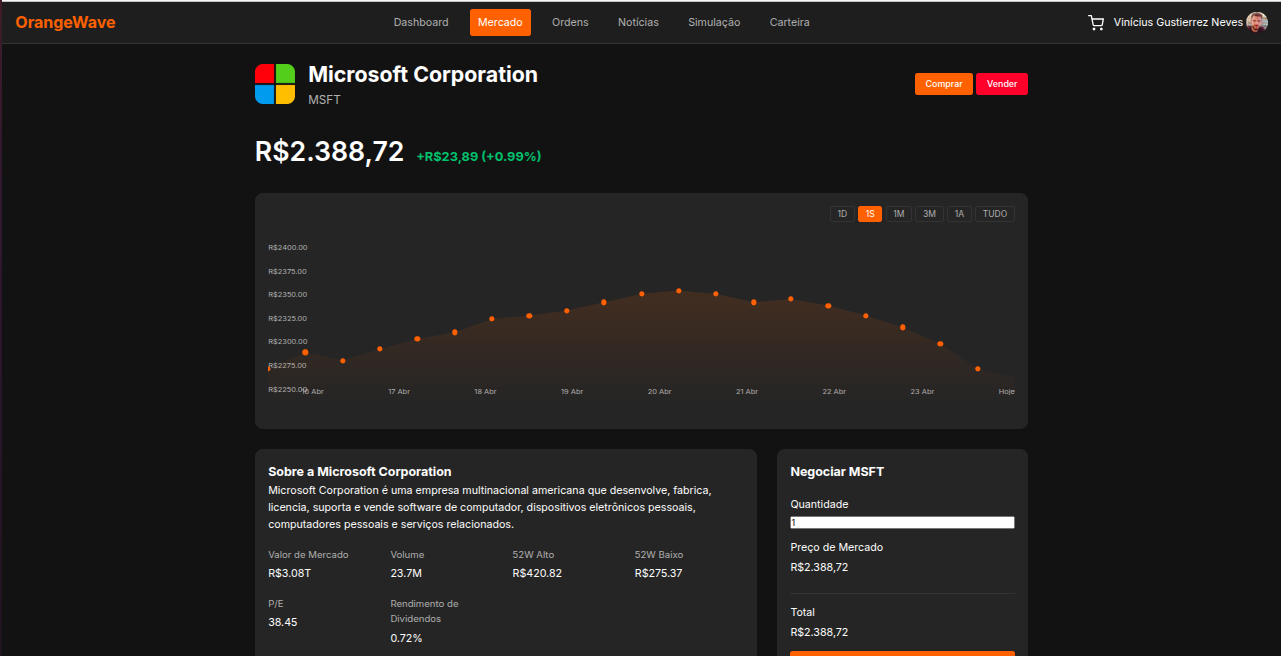 OrangeWave Dashboard Mercado Ordens Notícias Simulação Carteira Vinícius Gustierrez Neves
Microsoft Corporation
MSFT
Comprar Vender
R$2.388,72 +R$23,89 (+0.99%)
1D 1S 1M 3M 1A TUDO
R$2400.00
R$2375.00
R$2350.00
R$2325.00
R$2300.00
R$2275.00
R$2250.00
16 Abr 17 Abr 18 Abr 19 Abr 20 Abr 21 Abr 22 Abr 23 Abr Hoje
Sobre a Microsoft Corporation
Microsoft Corporation é uma empresa multinacional americana que desenvolve, fabrica,
licencia, suporta e vende software de computador, dispositivos eletrônicos pessoais,
computadores pessoais e serviços relacionados.
Valor de Mercado Volume 52W Alto 52W Baixo
R$3.08T 23.7M R$420.82 R$275.37
P/E Rendimento de
Dividendos
38.45
0.72%
Negociar MSFT
Quantidade
1
Preço de Mercado
R$2.388,72
Total
R$2.388,72